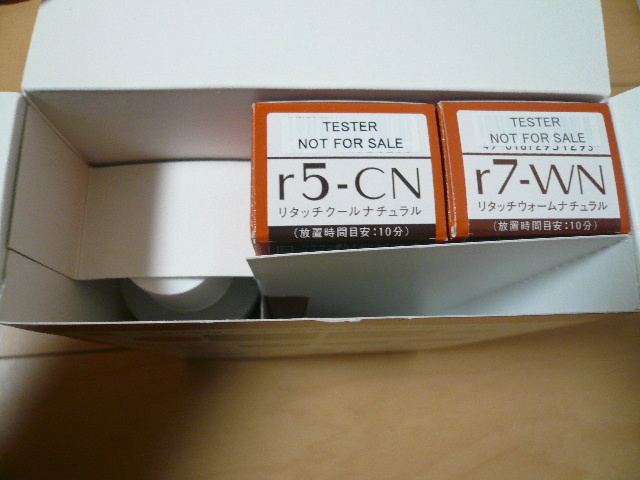 TESTER
NOT FOR SALE
r5-CN
リタッチクールナチュラル
(放置時間目安:10分)
TESTER
NOT FOR SALE
r7-WN
リタッチウォームナチュラル
(放置時間目安:10分)